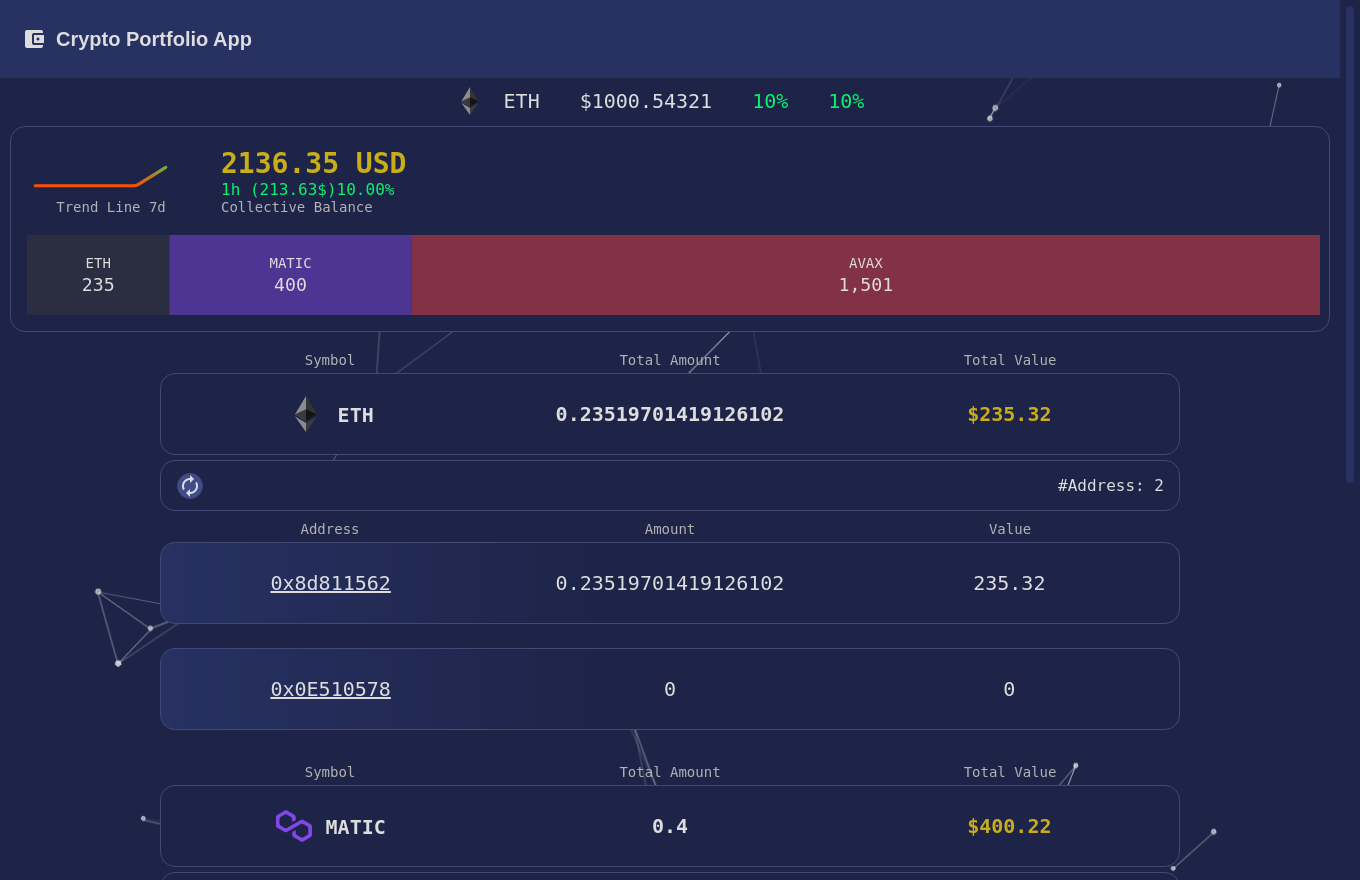 Crypto Portfolio App
ETH $1000.54321 10% 10%
2136.35 USD
1h (213.63$)10.00%
Trend Line 7d Collective Balance
ETH MATIC AVAX
235 400 1,501
Symbol Total Amount Total Value
ETH 0.23519701419126102 $235.32
#Address: 2
Address Amount Value
0x8d811562 0.23519701419126102 235.32
0x0E510578 0 0
Symbol Total Amount Total Value
MATIC 0.4 $400.22